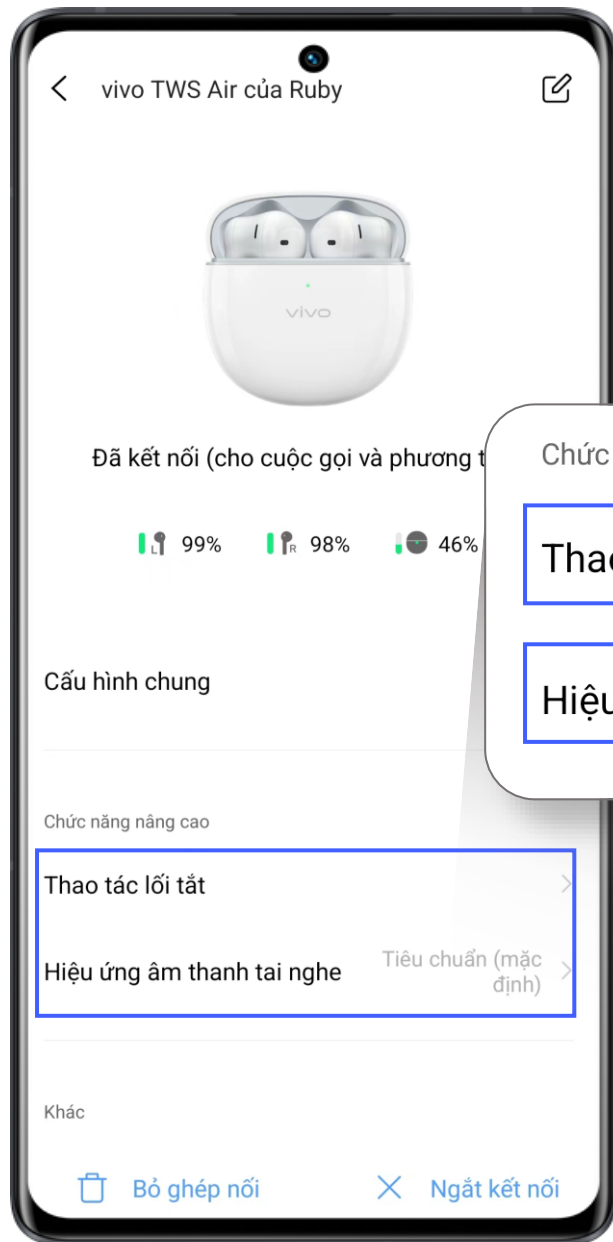 vivo TWS Air của Ruby
vivo
Đã kết nối (cho cuộc gọi và phương t
L 99% R 98% 46%
Cấu hình chung
Chức năng nâng cao
Thao tác lối tắt
Hiệu ứng âm thanh tai nghe
Tiêu chuẩn (mặc
định)
Khác
Bỏ ghép nối
Ngắt kết nối
Chức
Thao
Hiệu